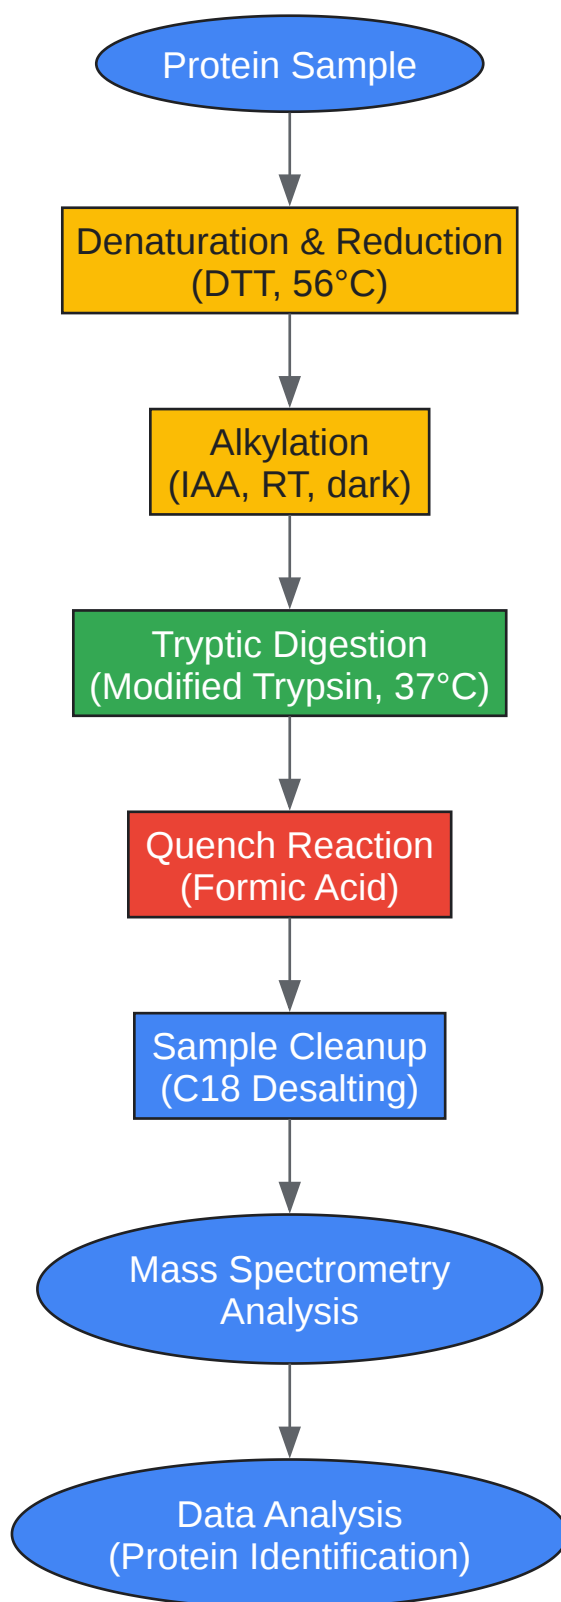 Protein Sample
Denaturation & Reduction
(DTT, 56°C)
Alkylation
(IAA, RT, dark)
Tryptic Digestion
(Modified Trypsin, 37°C)
Quench Reaction
(Formic Acid)
Sample Cleanup
(C18 Desalting)
Mass Spectrometry
Analysis
Data Analysis
(Protein Identification)